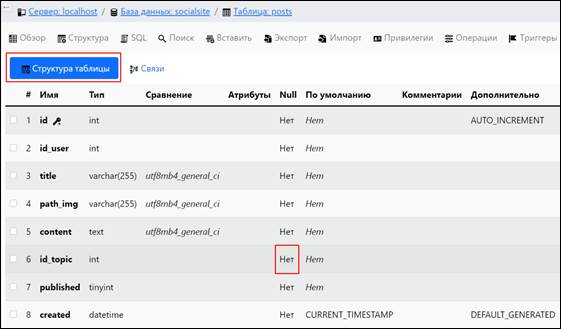 Сервер: localhost / База данных: socialsite / Таблица: posts
Обзор Структура SQL Поиск Вставить Экспорт Импорт Привилегии Операции Триггеры
Структура таблицы Связи
# Имя Тип Сравнение Атрибуты Null По умолчанию Комментарии Дополнительно
1 id int Нет Нет AUTO_INCREMENT
2 id_user int Нет Нет
3 title varchar(255) utf8mb4_general_ci Нет Нет
4 path_img varchar(255) utf8mb4_general_ci Нет Нет
5 content text utf8mb4_general_ci Нет Нет
6 id_topic int Нет Нет
7 published tinyint Нет Нет
8 created datetime Нет CURRENT_TIMESTAMP DEFAULT_GENERATED